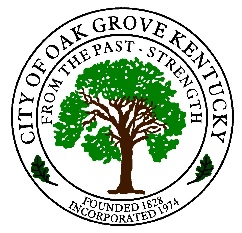 CITY OF OAK GROVE KENTUCKY
FROM THE PAST - STRENGTH
FOUNDED 1828
INCORPORATED 1974